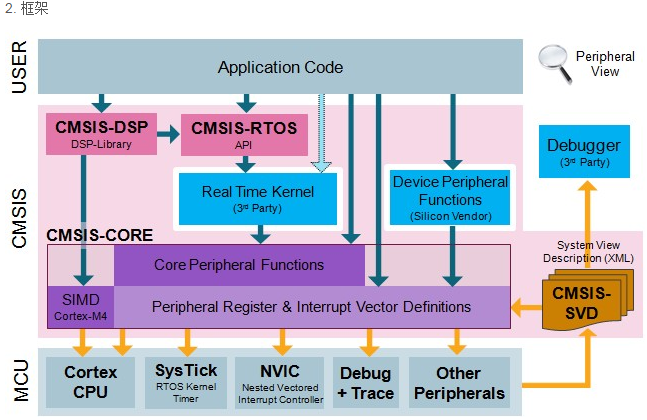 2. 框架
USER
Application Code
Peripheral
View
CMSIS
CMSIS-DSP
DSP-Library
CMSIS-RTOS
API
Real Time Kernel
(3rd Party)
Device Peripheral
Functions
(Silicon Vendor)
Debugger
(3rd Party)
CMSIS-CORE
Core Peripheral Functions
System View
Description (XML)
SIMD
Cortex-M4
Peripheral Register & Interrupt Vector Definitions
CMSIS-
SVD
MCU
Cortex
CPU
SysTick
RTOS Kernel
Timer
NVIC
Nested Vectored
Interrupt Controller
Debug
+ Trace
Other
Peripherals